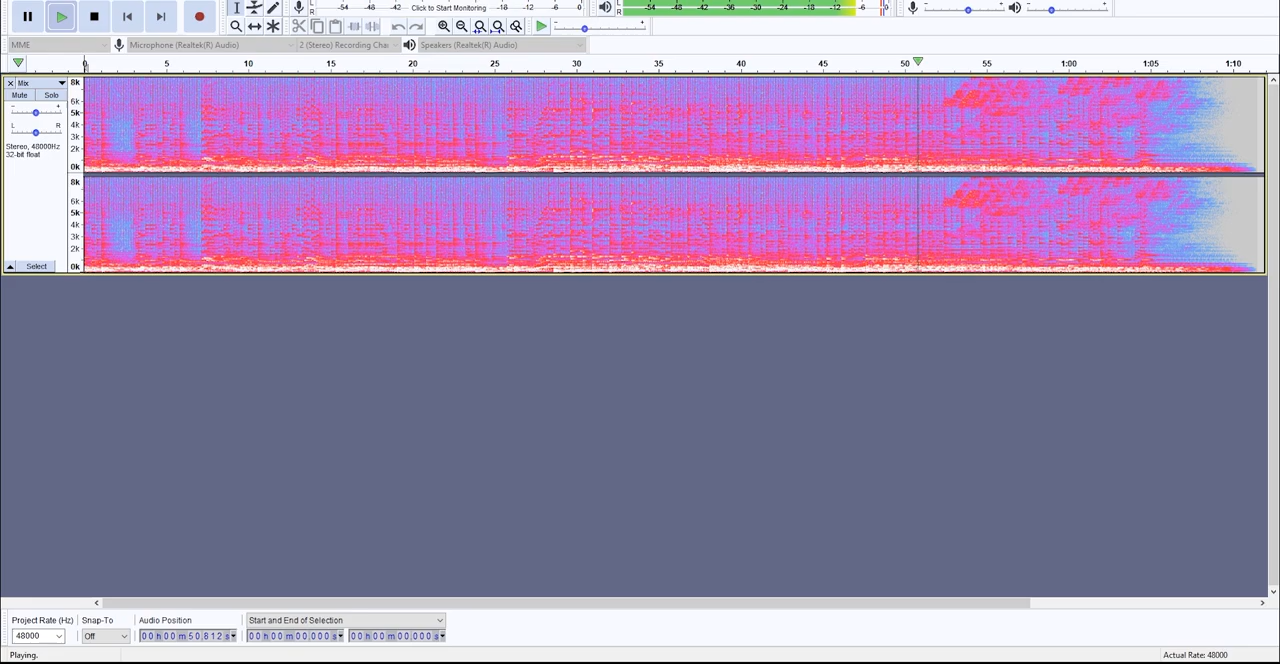 L -54 -48 -42 Click to Start Monitoring -18 -12 -6 0
R
L -54 -48 -42 -36 -30 -24 -18 -12 -6 0
R
MME Microphone (Realtek(R) Audio) 2 (Stereo) Recording Chai Speakers (Realtek(R) Audio)
0 5 10 15 20 25 30 35 40 45 50 55 1:00 1:05 1:10
Mix
Mute Solo
- +
L R
Stereo, 48000Hz
32-bit float
Select
8k
6k
5k
4k
3k
2k
0k
8k
6k
5k
4k
3k
2k
0k
Project Rate (Hz) Snap-To Audio Position Start and End of Selection
48000 Off 00 h 00 m 50.812 s 00 h 00 m 00.000 s 00 h 00 m 00.000 s
Playing. Actual Rate: 48000